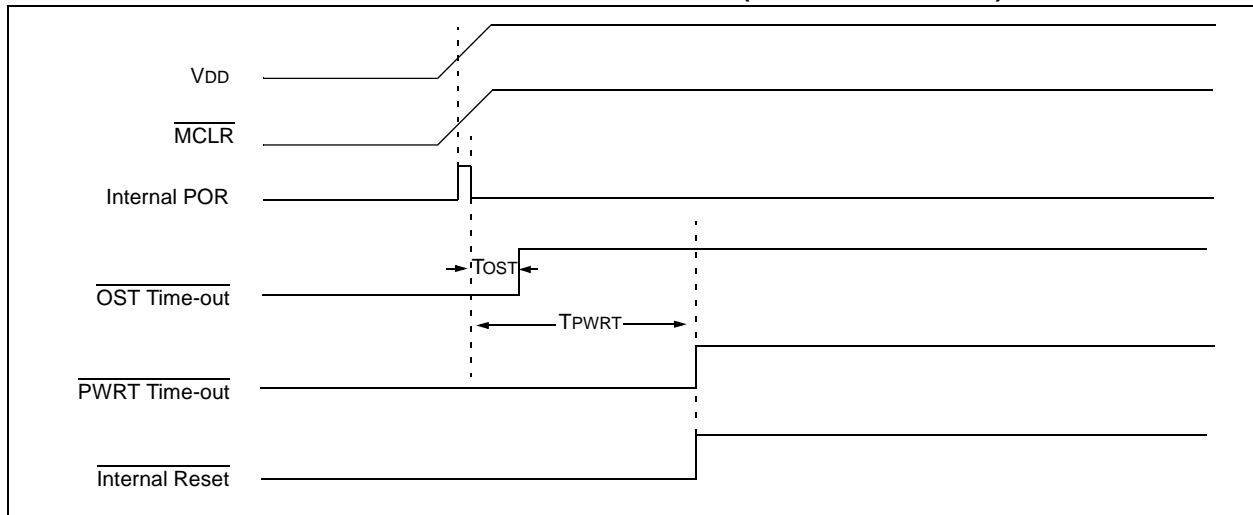 VDD
MCLR
Internal POR
TOST
OST Time-out
TPWRT
PWRT Time-out
Internal Reset